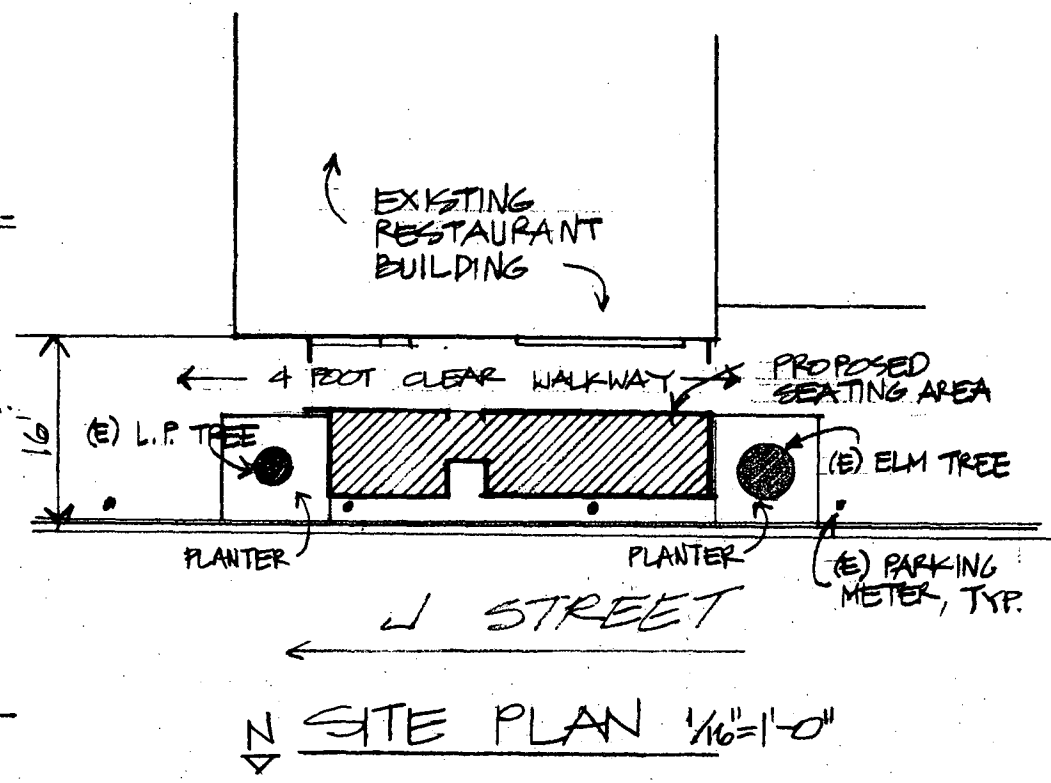 EXISTING
RESTAURANT
BUILDING
4 FOOT CLEAR WALKWAY
PROPOSED
SEATING AREA
16'
(E) L.P. TREE
(E) ELM TREE
PLANTER
PLANTER
(E) PARKING
METER, TYP.
J STREET
N SITE PLAN 1/16"=1'-0"